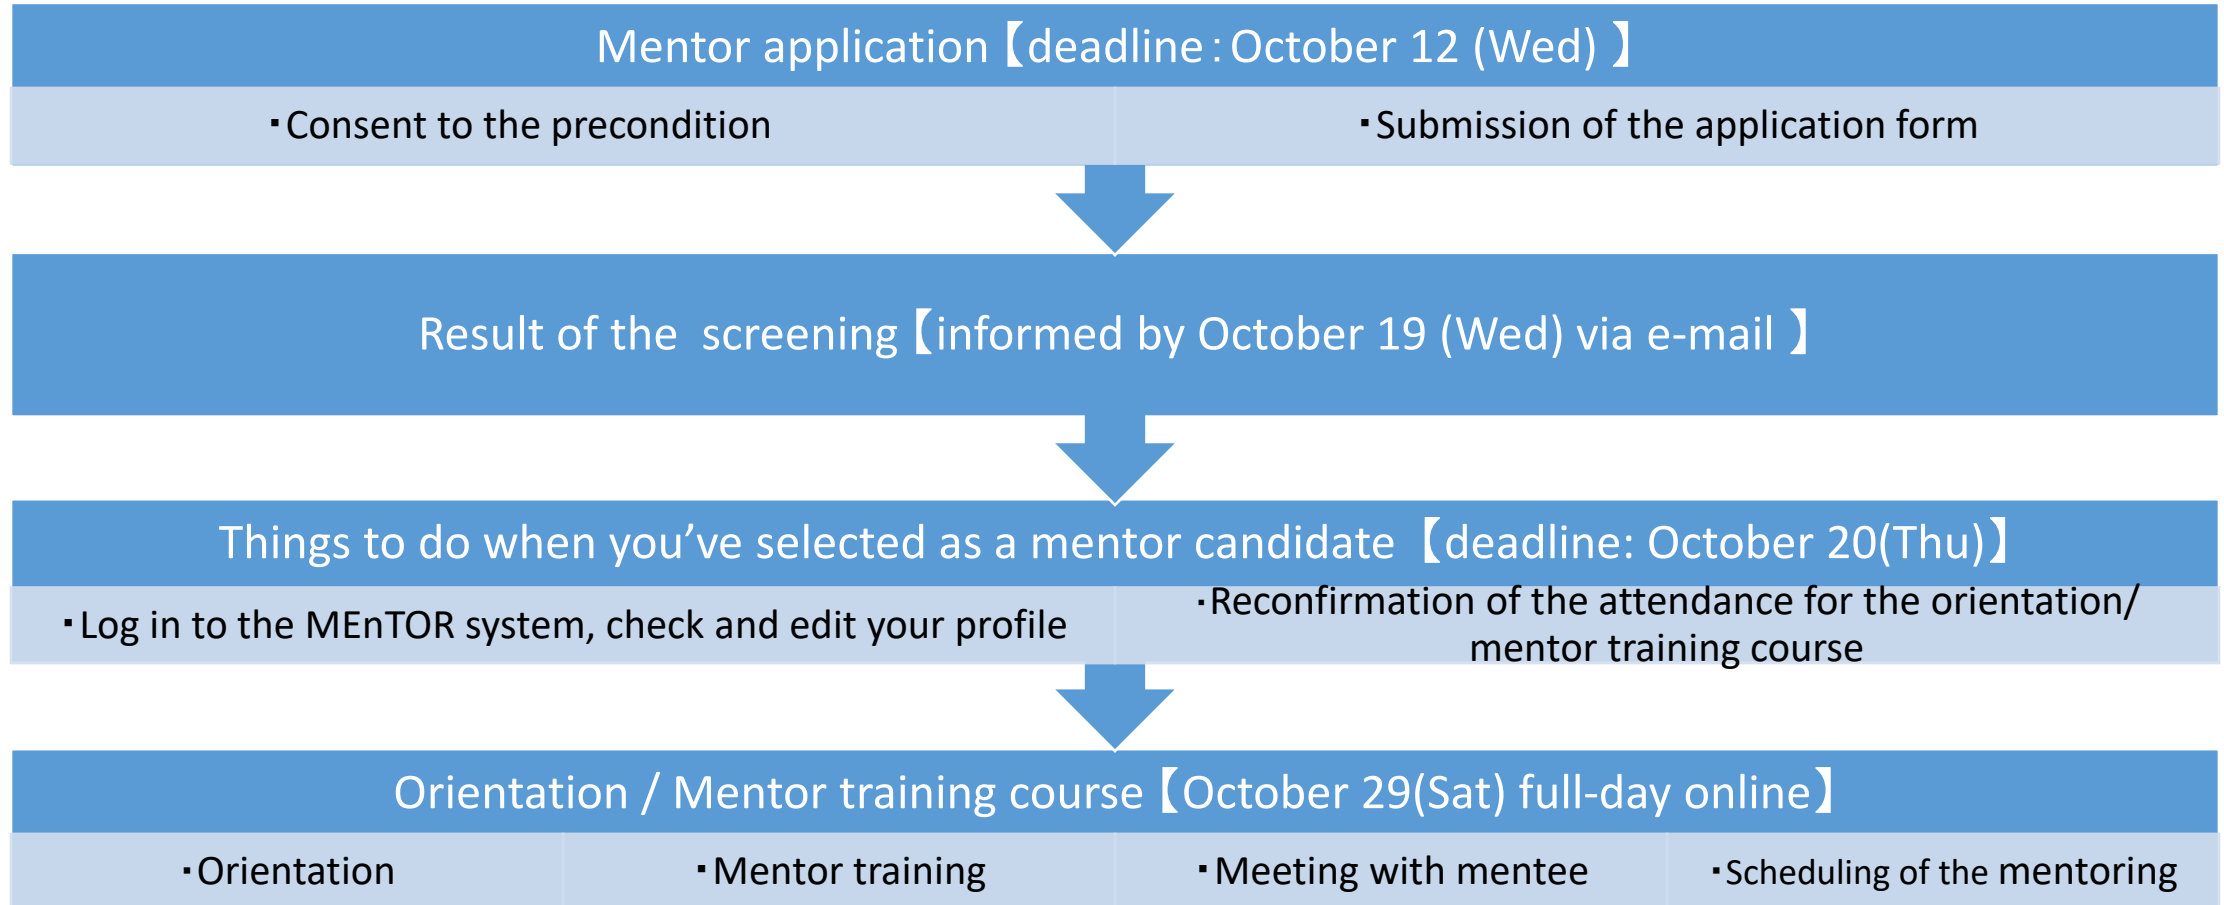 Mentor application【deadline：October 12 (Wed) 】
・Consent to the precondition
・Submission of the application form
Result of the  screening【informed by October 19 (Wed) via e-mail 】
Things to do when you’ve selected as a mentor candidate【deadline: October 20(Thu)】
・Log in to the MEnTOR system, check and edit your profile
・Reconfirmation of the attendance for the orientation/
mentor training course
Orientation / Mentor training course【October 29(Sat) full-day online】
・Orientation
・Mentor training
・Meeting with mentee
・Scheduling of the mentoring